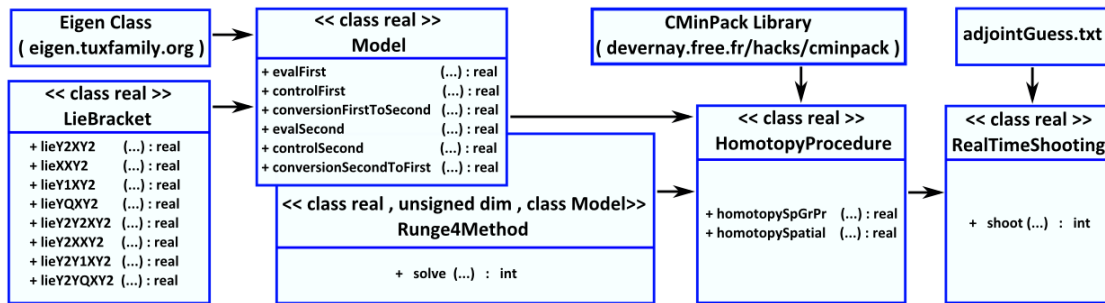 Eigen Class
( eigen.tuxfamily.org )
<< class real >>
LieBracket
+ lieY2XY2 (...) : real
+ lieXXY2 (...) : real
+ lieY1XY2 (...) : real
+ lieYQXY2 (...) : real
+ lieY2Y2XY2 (...) : real
+ lieY2XXY2 (...) : real
+ lieY2Y1XY2 (...) : real
+ lieY2YQXY2 (...) : real
<< class real >>
Model
+ evalFirst (...) : real
+ controlFirst (...) : real
+ conversionFirstToSecond (...) : real
+ evalSecond (...) : real
+ controlSecond (...) : real
+ conversionSecondToFirst (...) : real
<< class real , unsigned dim , class Model>>
Runge4Method
+ solve (...) : int
CMinPack Library
( devernay.free.fr/hacks/cminpack )
<< class real >>
HomotopyProcedure
+ homotopySpGrPr (...) : real
+ homotopySpatial (...) : real
adjointGuess.txt
<< class real >>
RealTimeShooting
+ shoot (...) : int